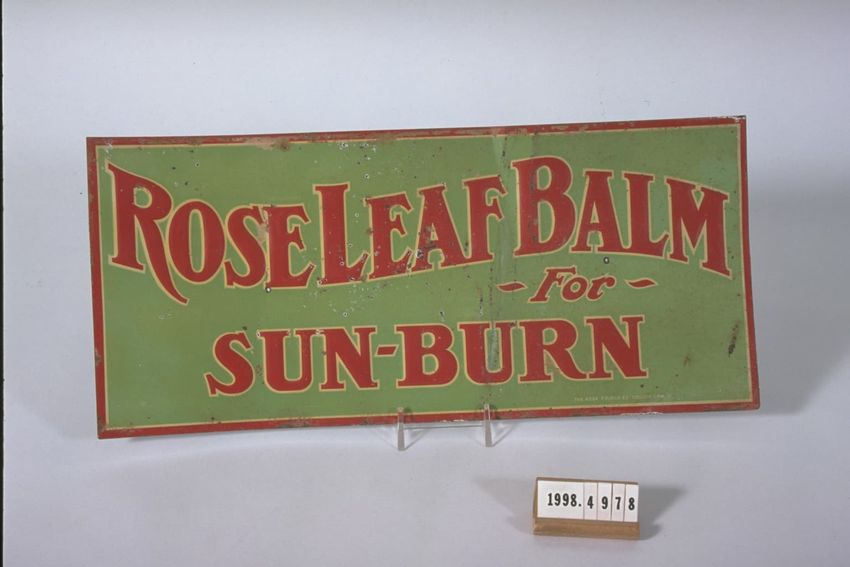 ROSE LEAF BALM
- For -
SUN-BURN
1998.4978